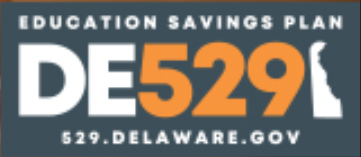 EDUCATION SAVINGS PLAN
DE529
529.DELAWARE.GOV